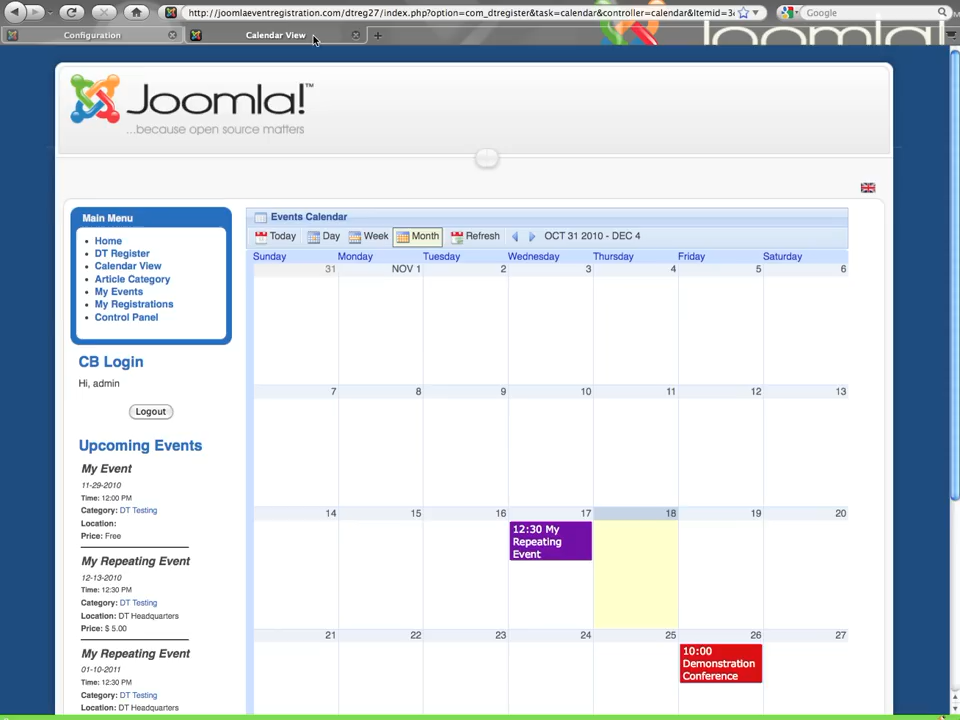 http://joomlaeventregistration.com/dtreg27/index.php?option=com_dtregister&task=calendar&controller=calendar&Itemid=3
Google
Configuration
Calendar View
Joomla!
Joomla!™
...because open source matters
Main Menu
Home
DT Register
Calendar View
Article Category
My Events
My Registrations
Control Panel
CB Login
Hi, admin
Logout
Upcoming Events
My Event
11-29-2010
Time: 12:00 PM
Category: DT Testing
Location:
Price: Free
My Repeating Event
12-13-2010
Time: 12:30 PM
Category: DT Testing
Location: DT Headquarters
Price: $ 5.00
My Repeating Event
01-10-2011
Time: 12:30 PM
Category: DT Testing
Location: DT Headquarters
Events Calendar
Today Day Week Month Refresh OCT 31 2010 - DEC 4
Sunday Monday Tuesday Wednesday Thursday Friday Saturday
31 NOV 1 2 3 4 5 6
7 8 9 10 11 12 13
14 15 16 17 18 19 20
12:30 My
Repeating
Event
21 22 23 24 25 26 27
10:00
Demonstration
Conference